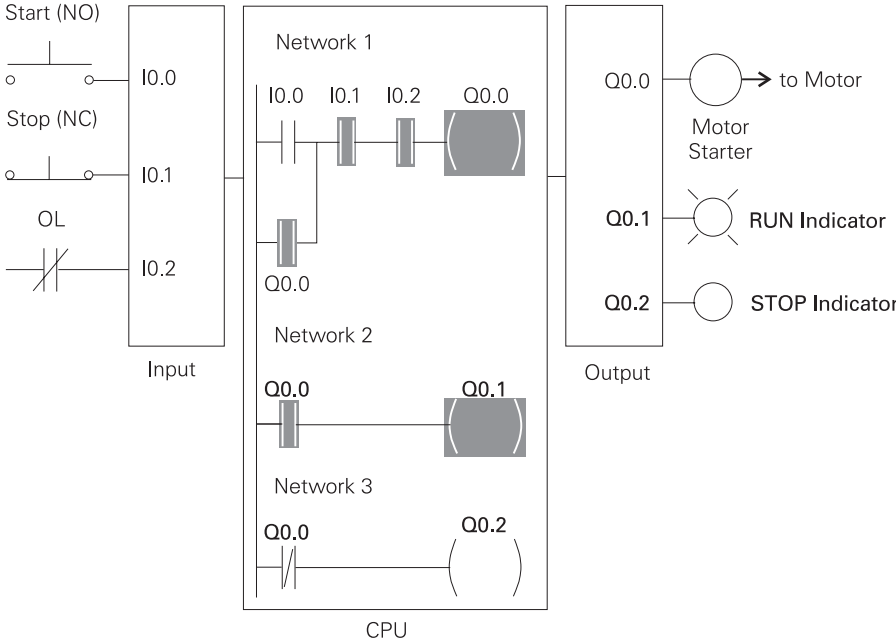 Start (NO)
I0.0
Stop (NC)
I0.1
OL
I0.2
Input
Network 1
I0.0 I0.1 I0.2 Q0.0
Q0.0
Network 2
Q0.0 Q0.1
Network 3
Q0.0 Q0.2
CPU
Q0.0 to Motor
Motor
Starter
Q0.1 RUN Indicator
Q0.2 STOP Indicator
Output